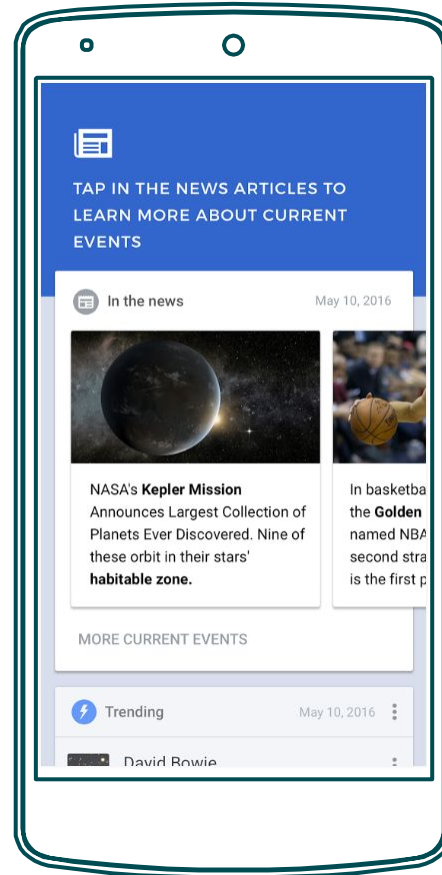 TAP IN THE NEWS ARTICLES TO
LEARN MORE ABOUT CURRENT
EVENTS
In the news
May 10, 2016
NASA's Kepler Mission
Announces Largest Collection of
Planets Ever Discovered. Nine of
these orbit in their stars'
habitable zone.
In basketba
the Golden
named NBA
second stra
is the first p
MORE CURRENT EVENTS
Trending
May 10, 2016
David Bowie